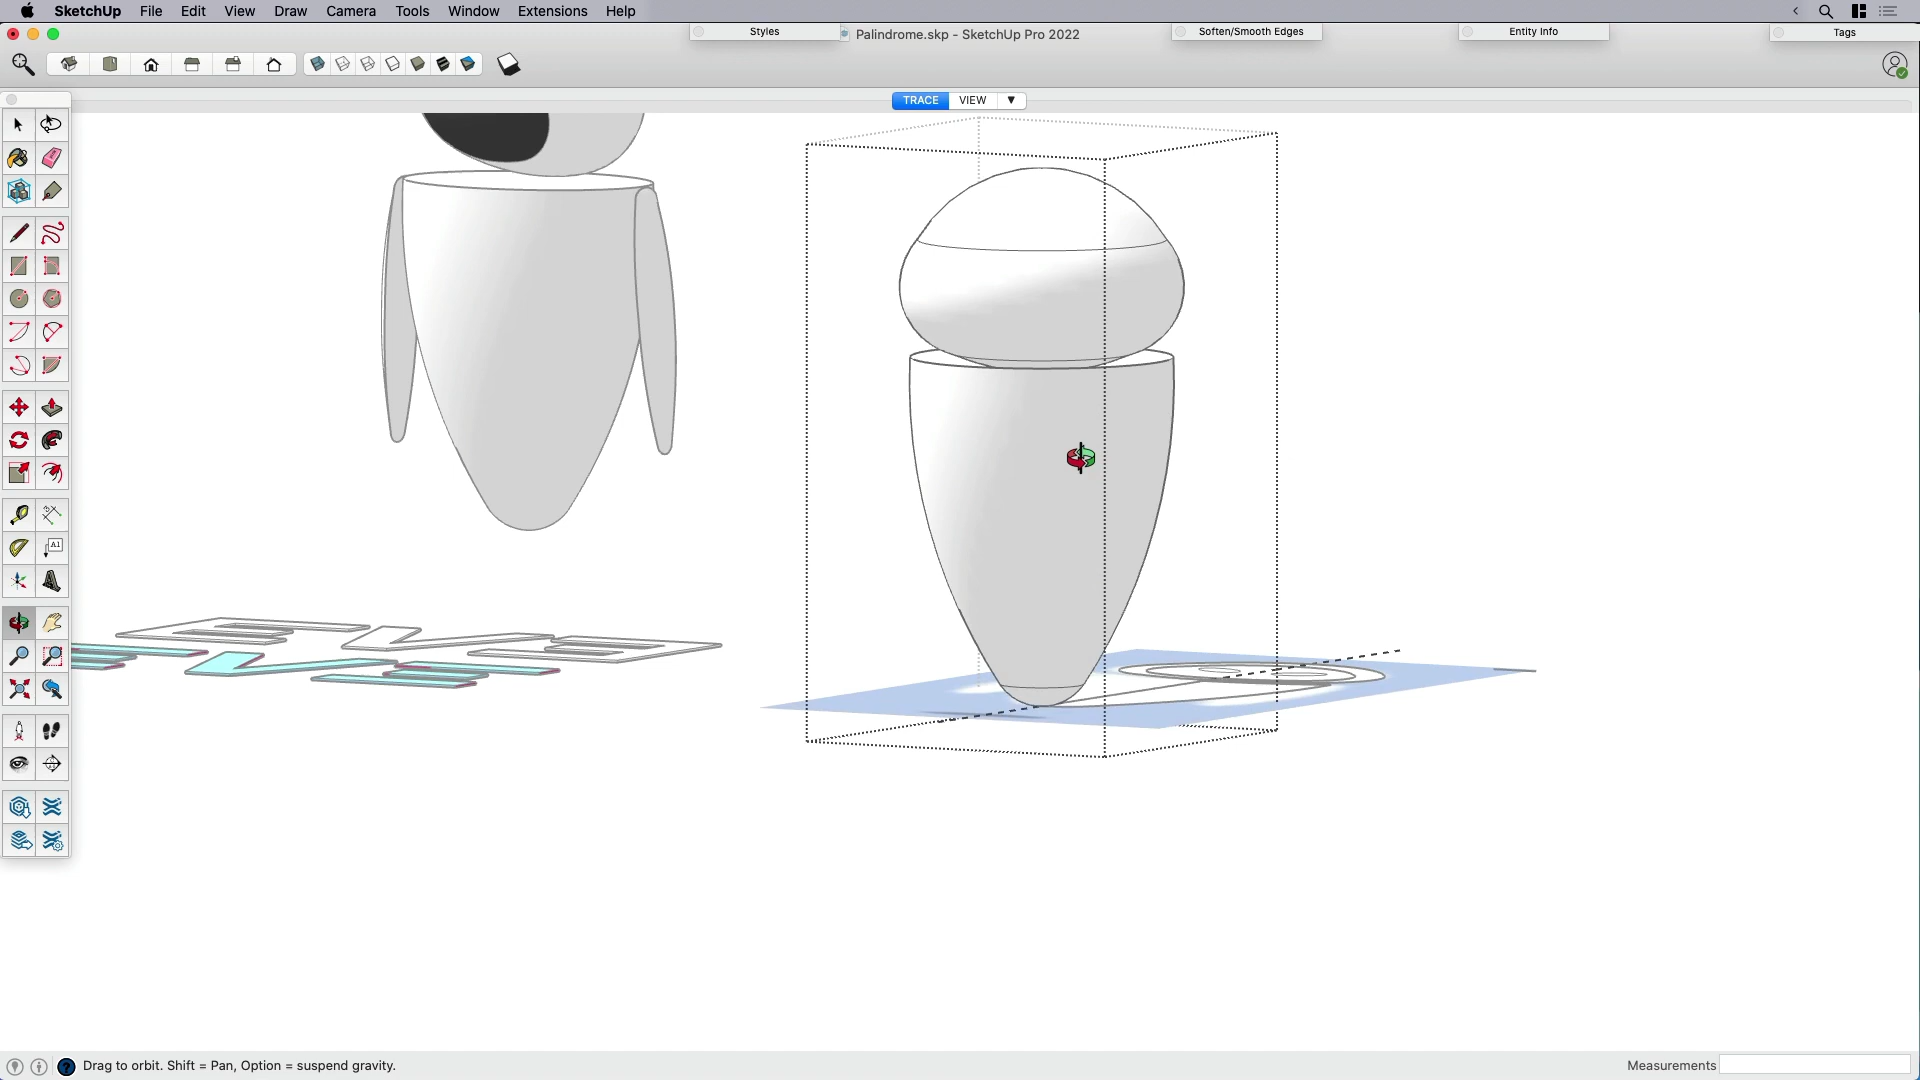 SketchUp File Edit View Draw Camera Tools Window Extensions Help
Styles
Palindrome.skp - SketchUp Pro 2022
Soften/Smooth Edges
Entity Info
Tags
TRACE VIEW
A1
Drag to orbit. Shift = Pan, Option = suspend gravity.
Measurements